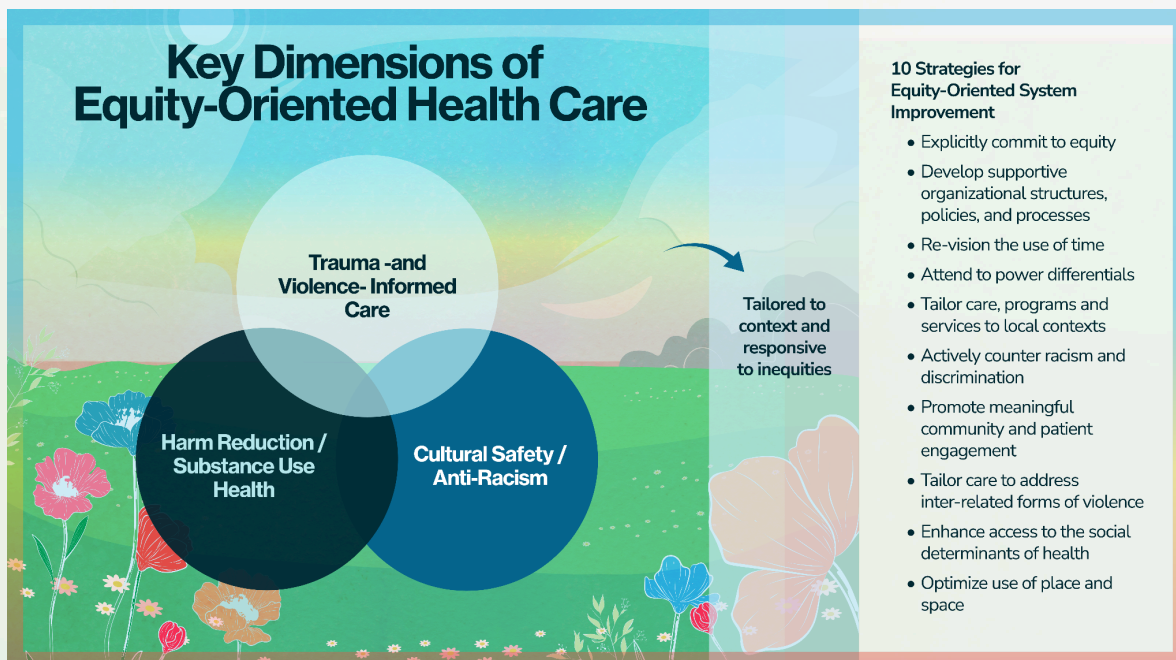 Key Dimensions of
Equity-Oriented Health Care
Trauma -and
Violence- Informed
Care
Harm Reduction /
Substance Use
Health
Cultural Safety /
Anti-Racism
Tailored to
context and
responsive
to inequities
10 Strategies for
Equity-Oriented System
Improvement
• Explicitly commit to equity
• Develop supportive
organizational structures,
policies, and processes
• Re-vision the use of time
• Attend to power differentials
• Tailor care, programs and
services to local contexts
• Actively counter racism and
discrimination
• Promote meaningful
community and patient
engagement
• Tailor care to address
inter-related forms of violence
• Enhance access to the social
determinants of health
• Optimize use of place and
space